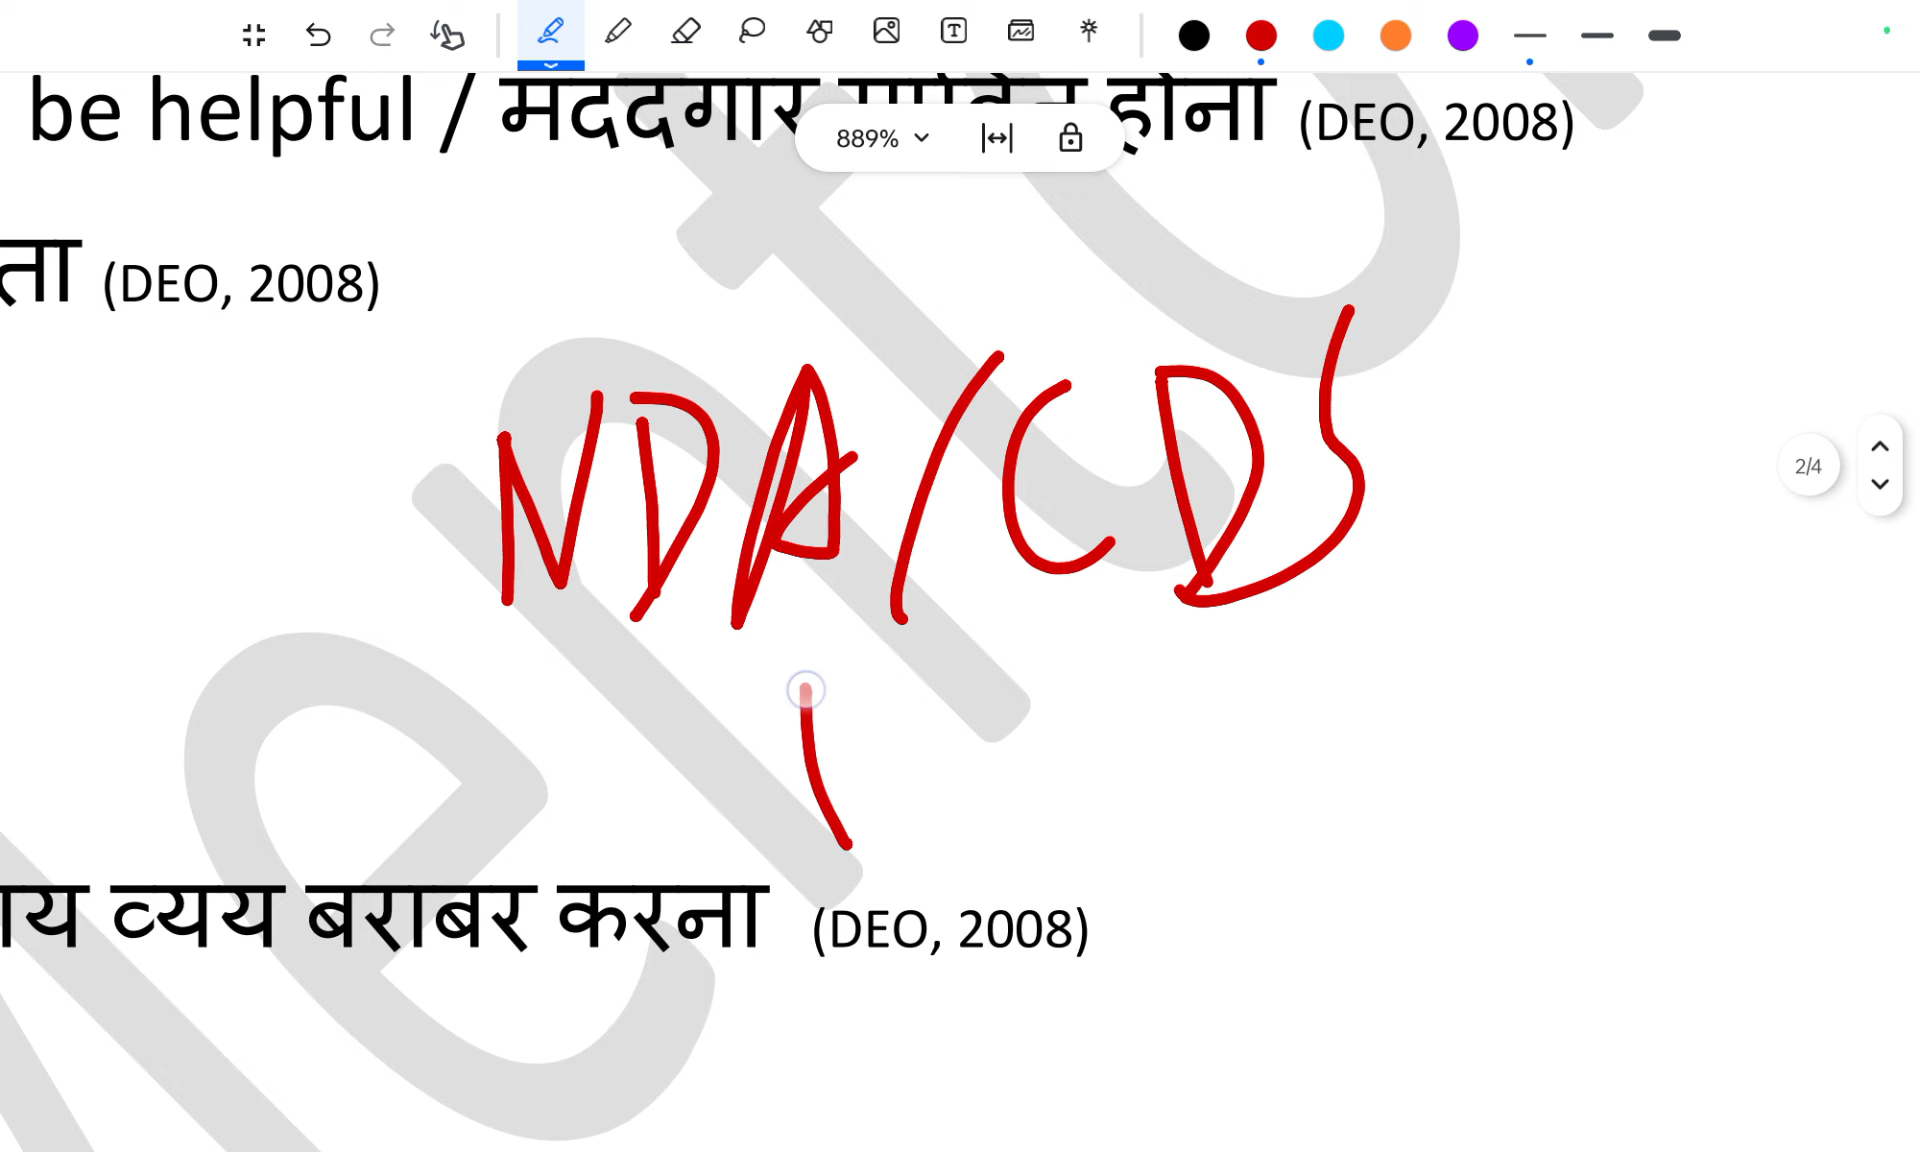 be helpful / मददगार होना (DEO, 2008)
889%
ता (DEO, 2008)
NDA/CDS
2/4
य व्यय बराबर करना (DEO, 2008)